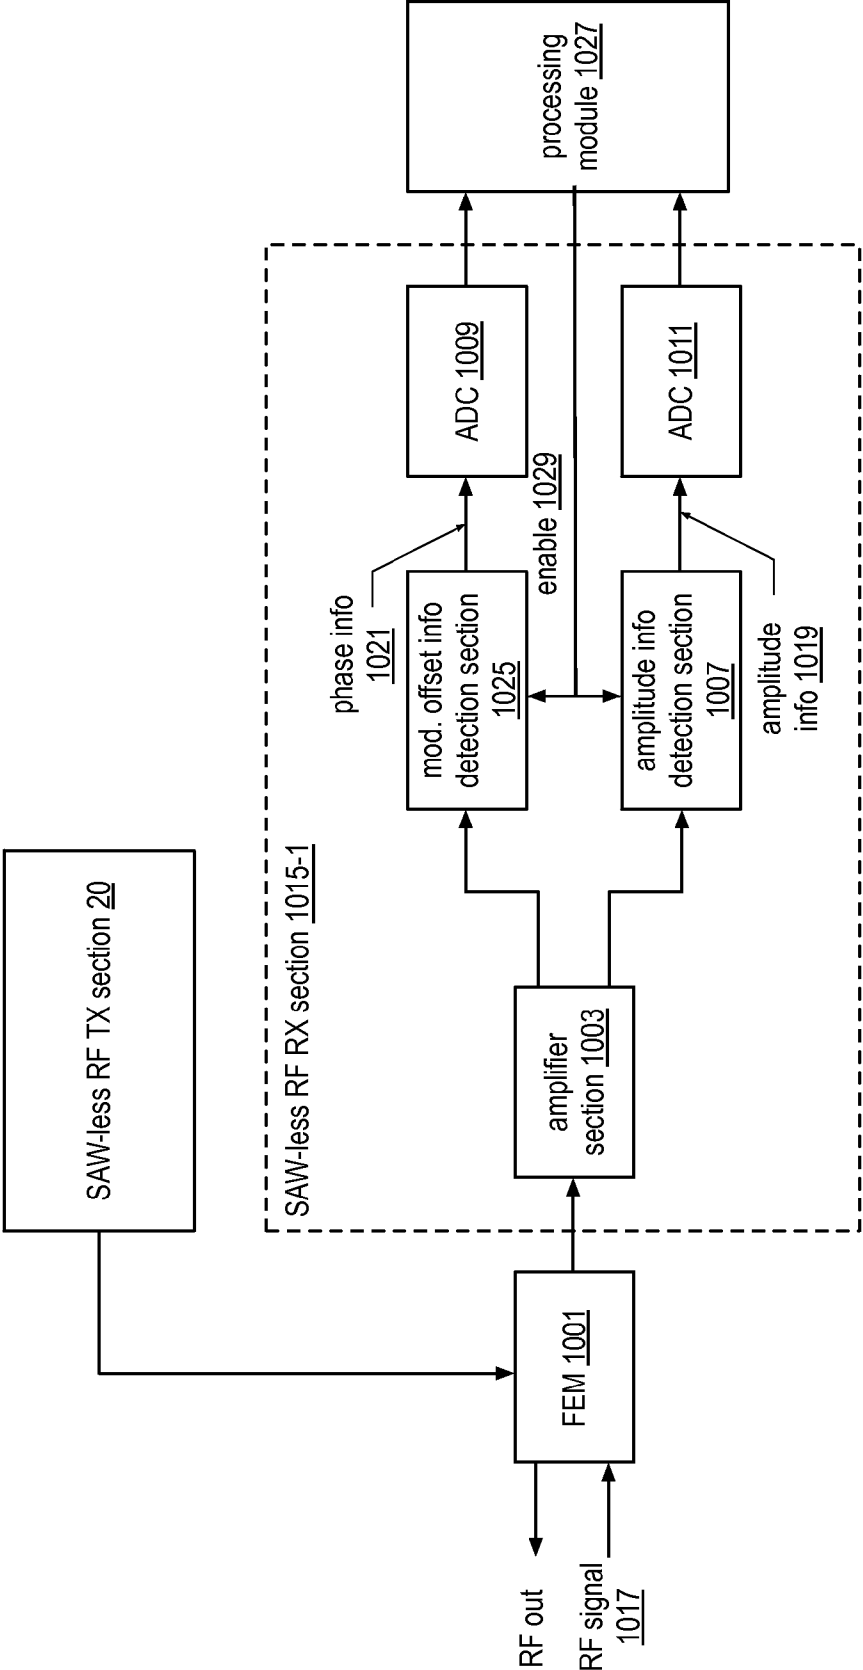 SAW-less RF TX section 20
SAW-less RF RX section 1015-1
RF out
RF signal
1017
FEM 1001
amplifier
section 1003
phase info
1021
mod. offset info
detection section
1025
enable 1029
amplitude info
detection section
1007
amplitude
info 1019
ADC 1009
ADC 1011
processing
module 1027